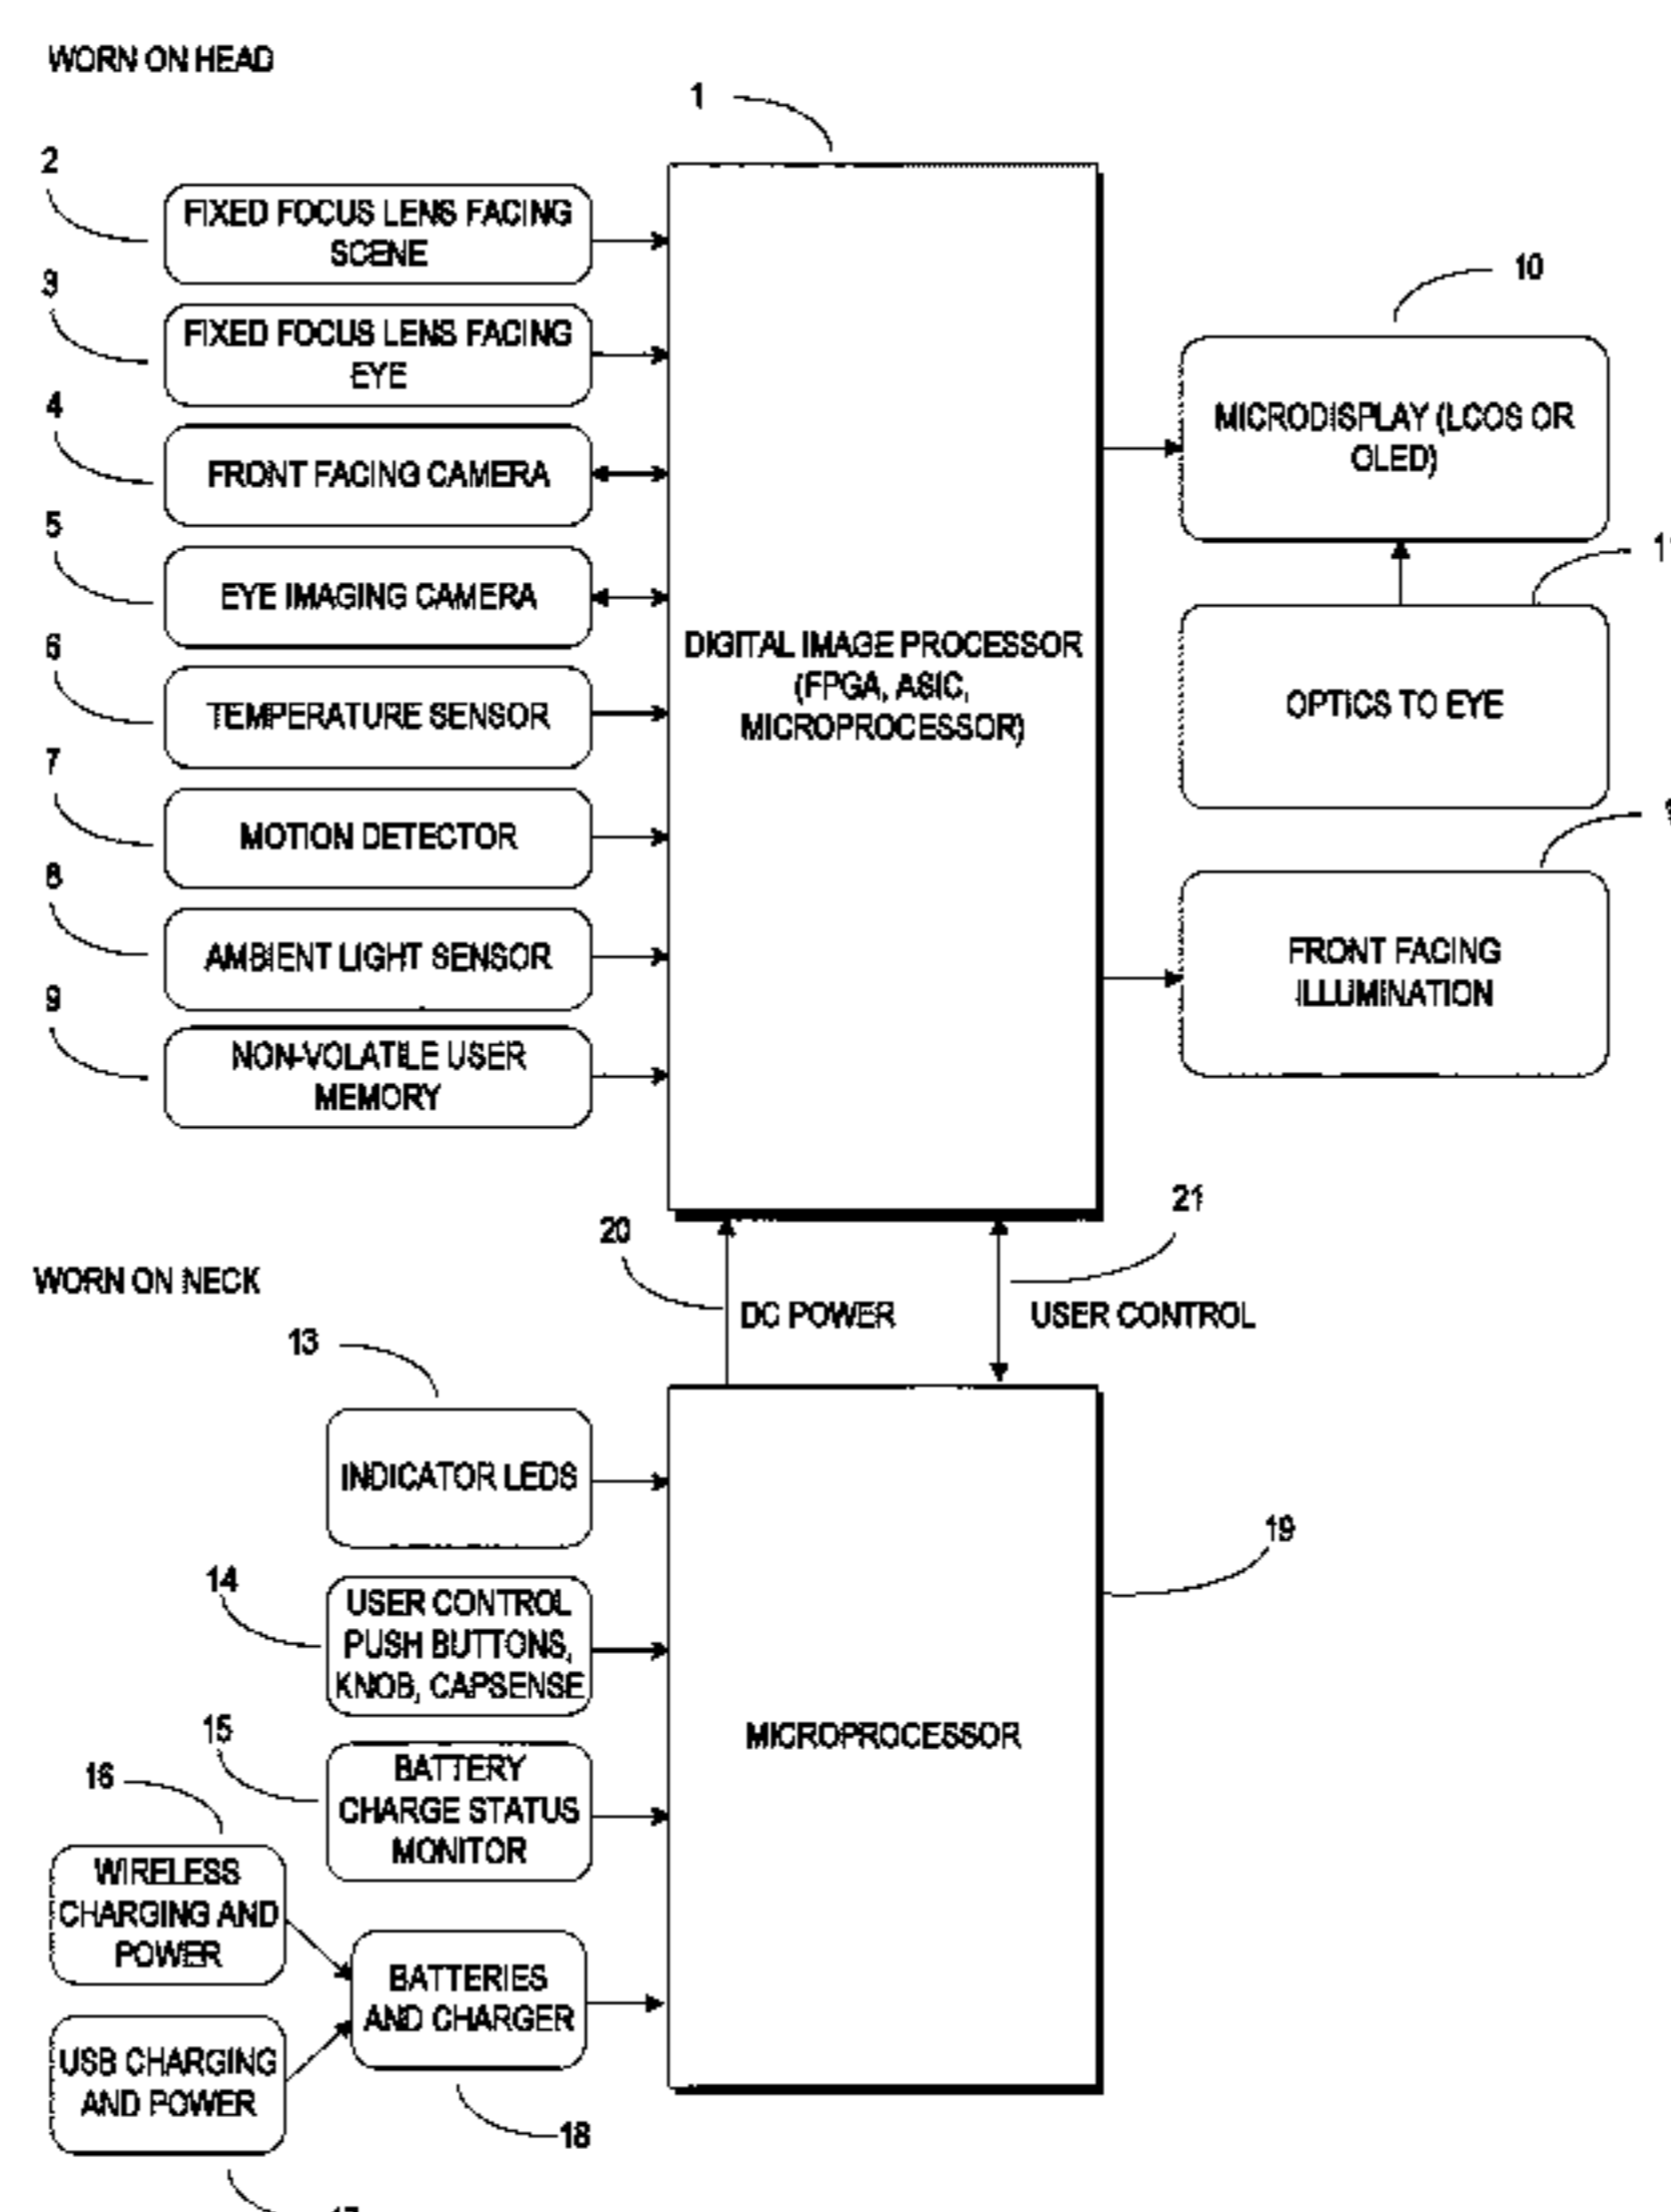 WORN ON HEAD
1
2
FIXED FOCUS LENS FACING
SCENE
3
FIXED FOCUS LENS FACING
EYE
4
FRONT FACING CAMERA
5
EYE IMAGING CAMERA
6
TEMPERATURE SENSOR
7
MOTION DETECTOR
8
AMBIENT LIGHT SENSOR
9
NON-VOLATILE USER
MEMORY
DIGITAL IMAGE PROCESSOR
(FPGA, ASIC,
MICROPROCESSOR)
10
MICRODISPLAY (LCOS OR
OLED)
OPTICS TO EYE
FRONT FACING
ILLUMINATION
20
DC POWER
21
USER CONTROL
WORN ON NECK
13
INDICATOR LEDS
14
USER CONTROL
PUSH BUTTONS,
KNOB, CAPSENSE
15
BATTERY
CHARGE STATUS
MONITOR
16
WIRELESS
CHARGING AND
POWER
USB CHARGING
AND POWER
BATTERIES
AND CHARGER
18
MICROPROCESSOR
19